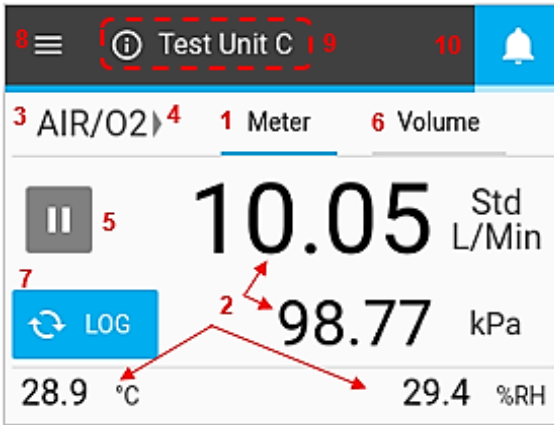 8 Test Unit C 9 10
3 AIR/O2 4 1 Meter 6 Volume
5 10.05 Std L/Min
7 LOG 2 98.77 kPa
28.9 °C 29.4 %RH